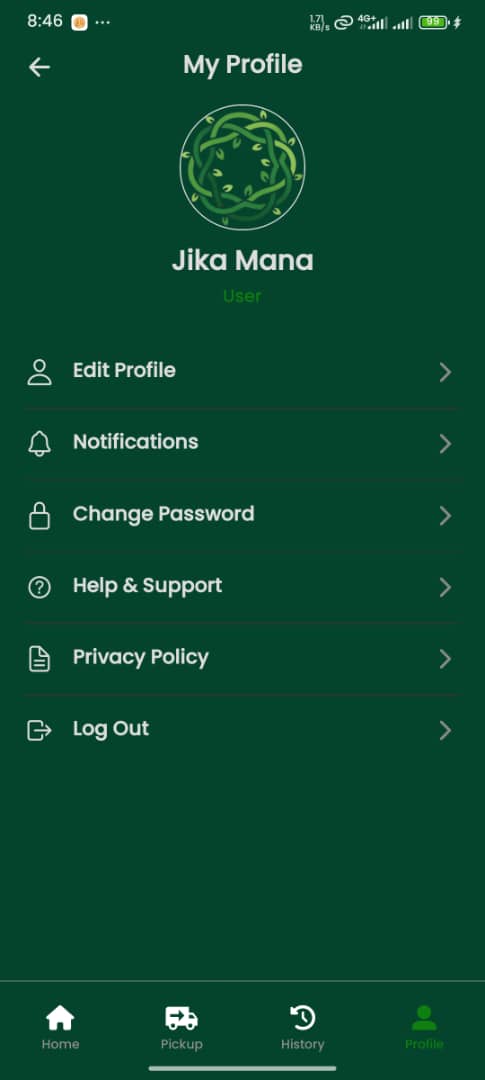 8:46 ...
1.71 KB/s 4G+ 99
My Profile
Jika Mana
User
Edit Profile
Notifications
Change Password
Help & Support
Privacy Policy
Log Out
Home Pickup History Profile